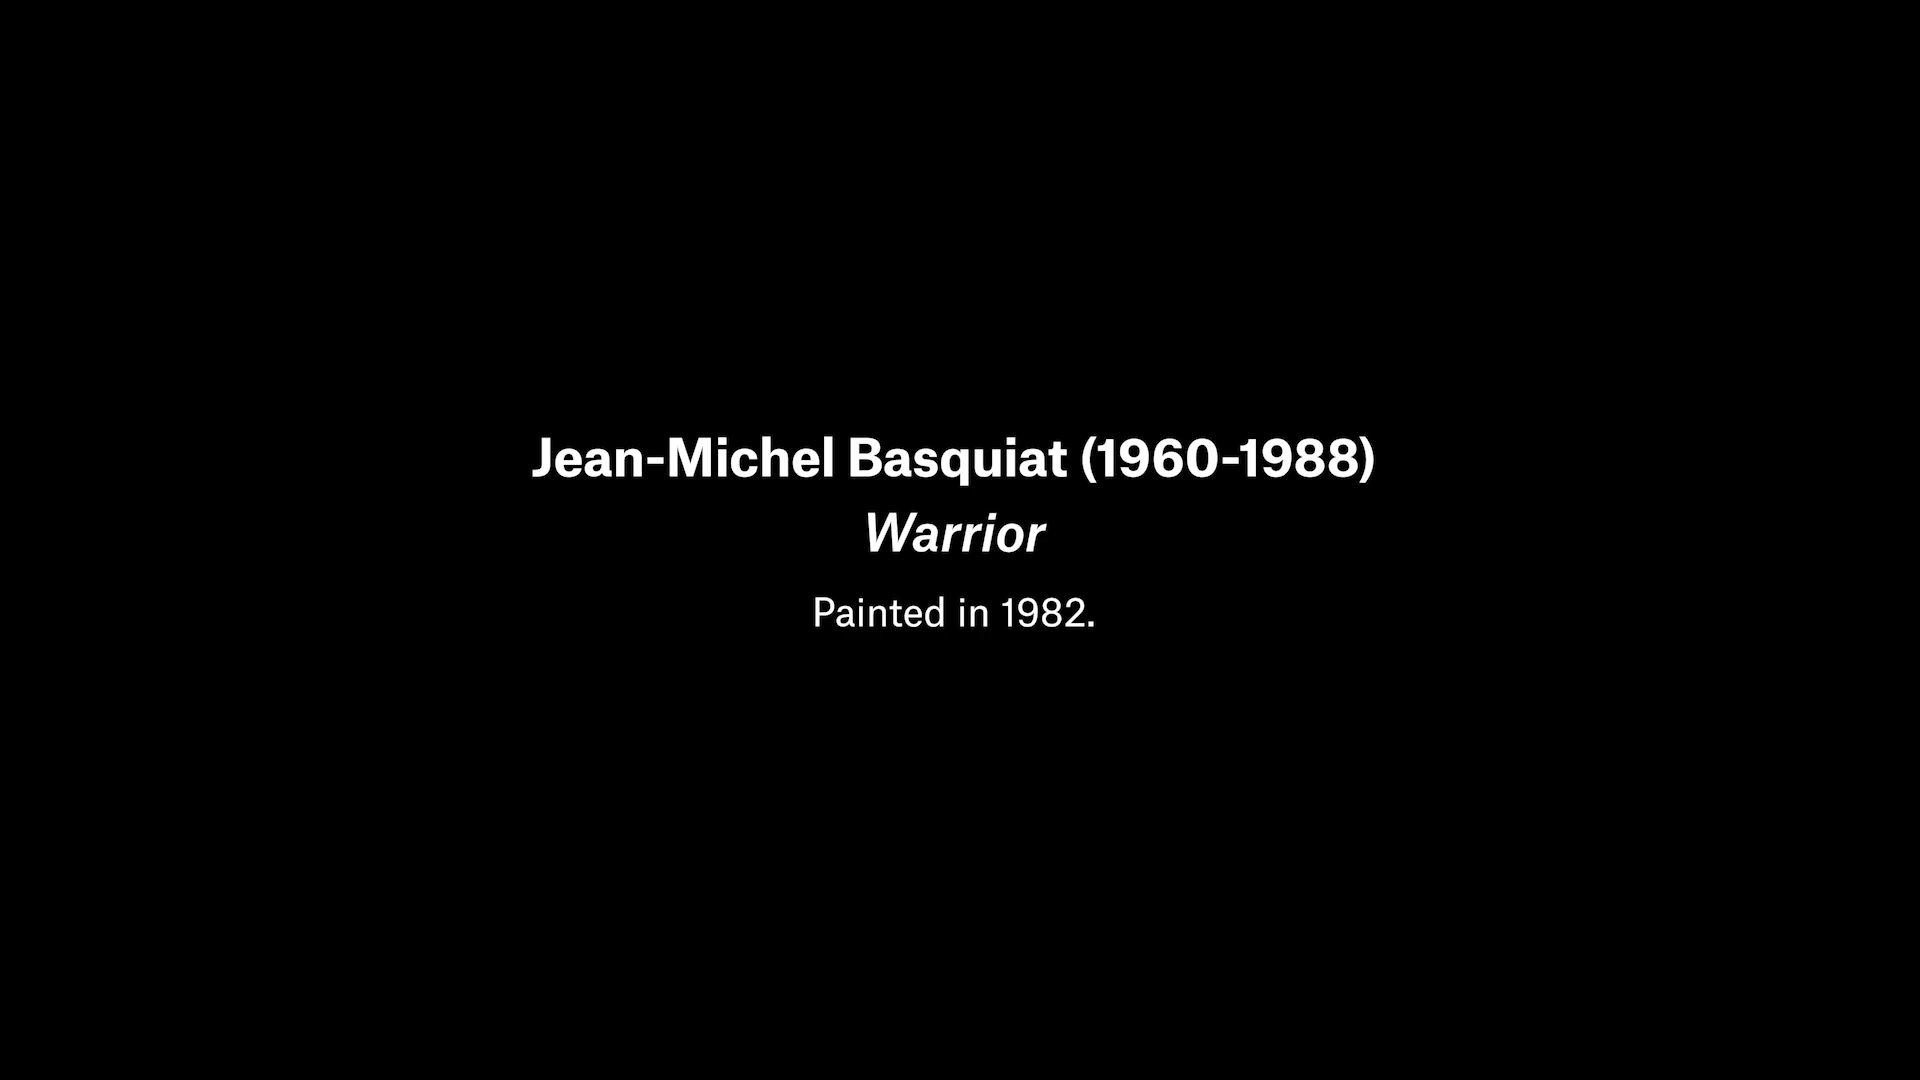 Jean-Michel Basquiat (1960-1988)
Warrior
Painted in 1982.